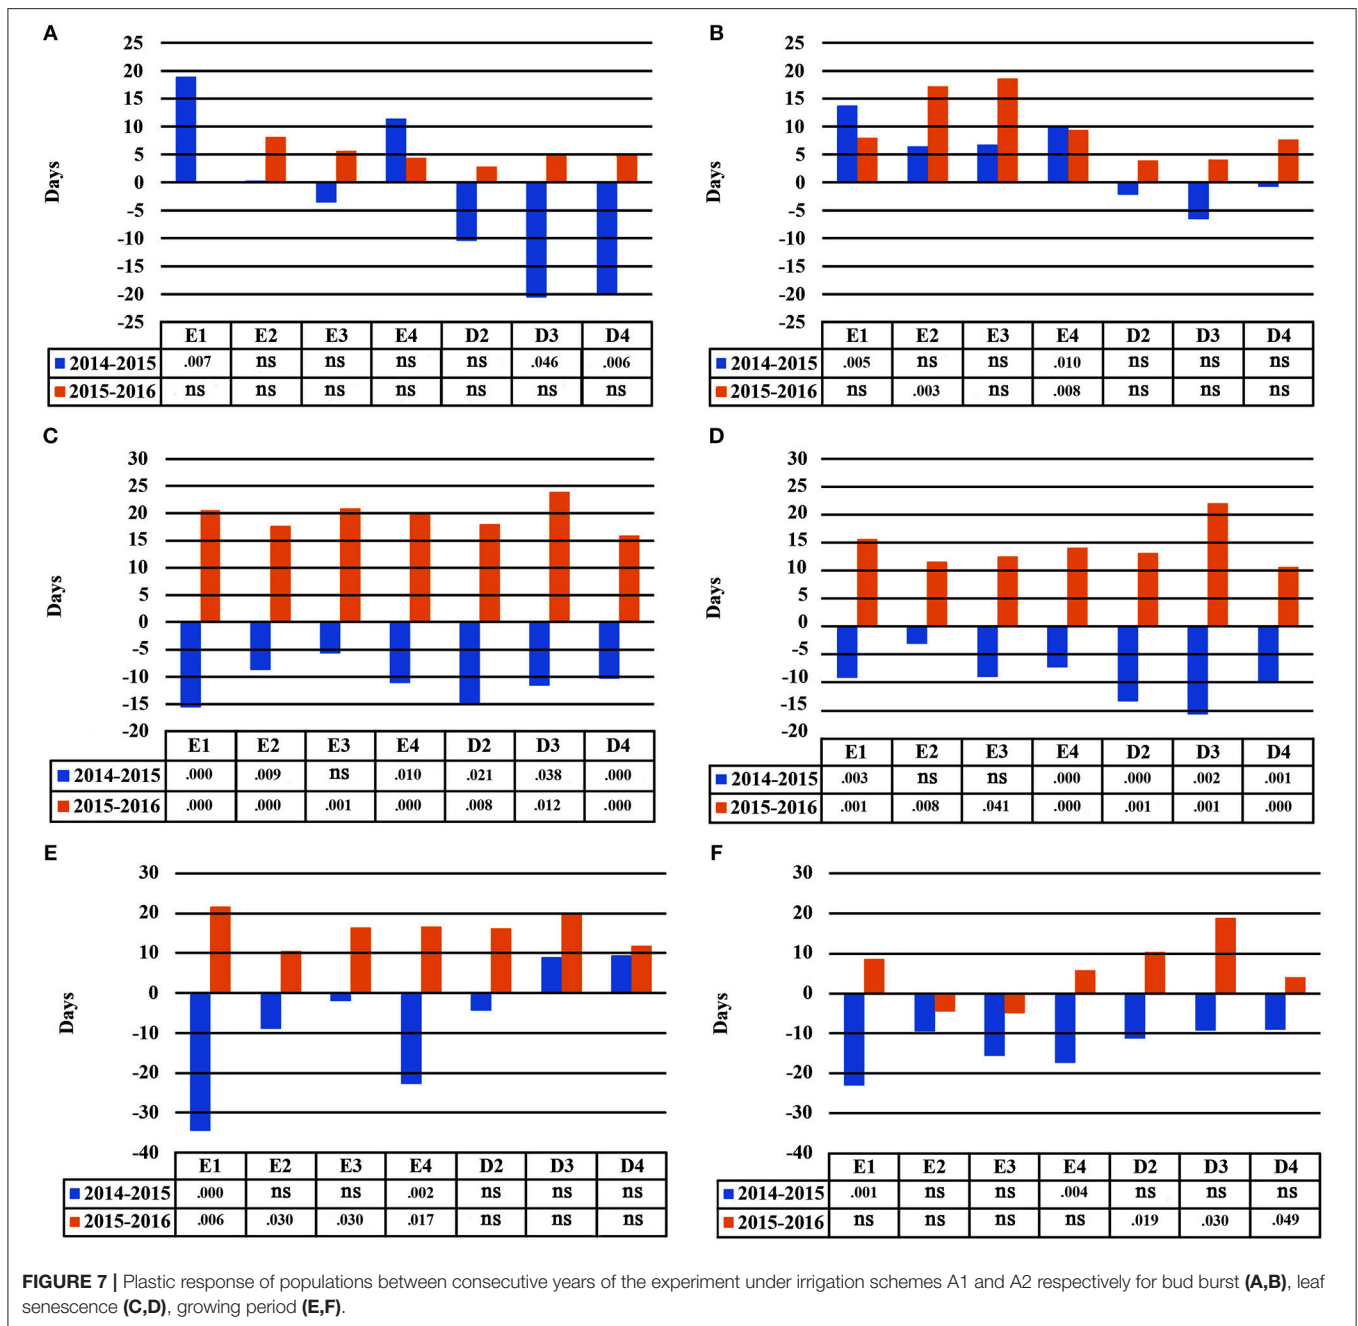 A
25
20
15
10
5
0
-5
-10
-15
-20
-25
Days
E1 E2 E3 E4 D2 D3 D4
2014-2015 .007 ns ns ns ns .046 .006
2015-2016 ns ns ns ns ns ns ns
B
25
20
15
10
5
0
-5
-10
-15
-20
-25
Days
E1 E2 E3 E4 D2 D3 D4
2014-2015 .005 ns ns .010 ns ns ns
2015-2016 ns .003 ns .008 ns ns ns
C
30
25
20
15
10
5
0
-5
-10
-15
-20
Days
E1 E2 E3 E4 D2 D3 D4
2014-2015 .000 .009 ns .010 .021 .038 .000
2015-2016 .000 .000 .001 .000 .008 .012 .000
D
30
25
20
15
10
5
0
-5
-10
-15
-20
Days
E1 E2 E3 E4 D2 D3 D4
2014-2015 .003 ns ns .000 .000 .002 .001
2015-2016 .001 .008 .041 .000 .001 .001 .000
E
30
20
10
0
-10
-20
-30
-40
Days
E1 E2 E3 E4 D2 D3 D4
2014-2015 .000 ns ns .002 ns ns ns
2015-2016 .006 .030 .030 .017 ns ns ns
F
30
20
10
0
-10
-20
-30
-40
Days
E1 E2 E3 E4 D2 D3 D4
2014-2015 .001 ns ns .004 ns ns ns
2015-2016 ns ns ns ns .019 .030 .049
FIGURE 7 | Plastic response of populations between consecutive years of the experiment under irrigation schemes A1 and A2 respectively for bud burst (A,B), leaf
senescence (C,D), growing period (E,F).